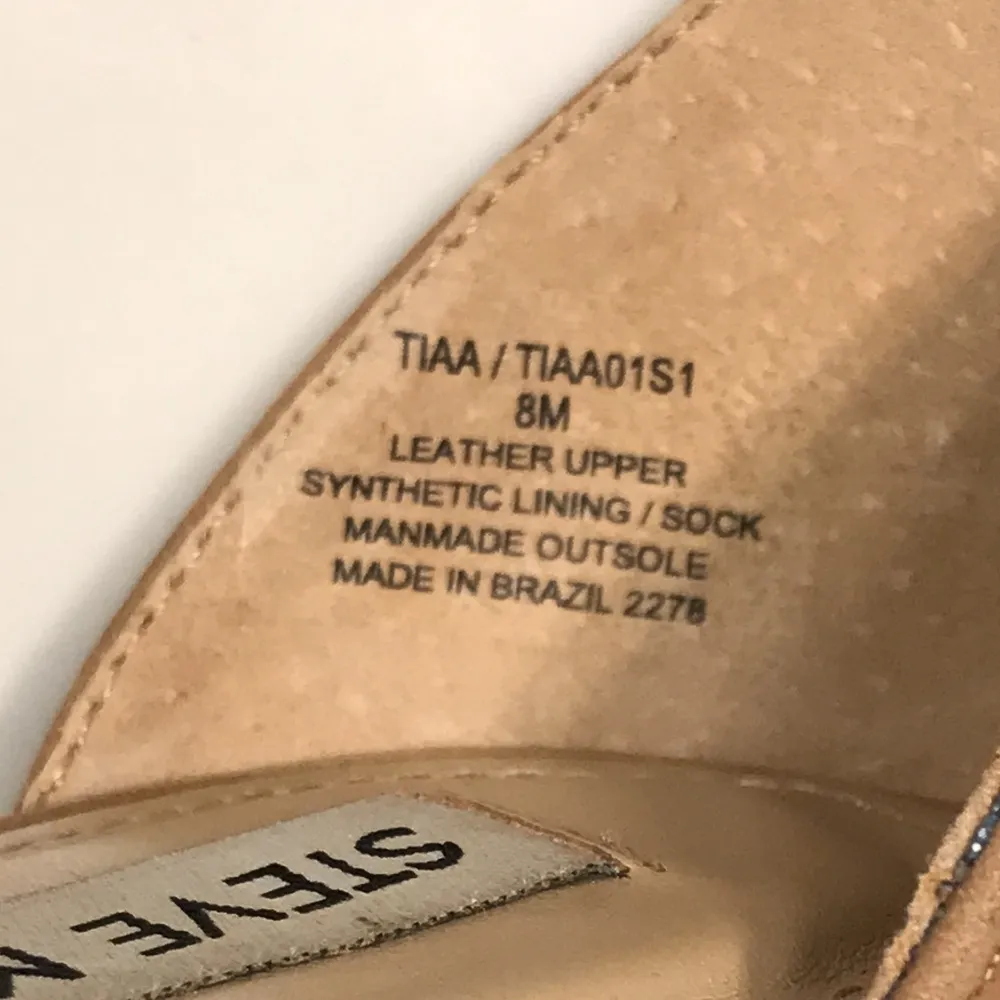 TIAA / TIAA01S1
8M
LEATHER UPPER
SYNTHETIC LINING / SOCK
MANMADE OUTSOLE
MADE IN BRAZIL 2278
STEVE